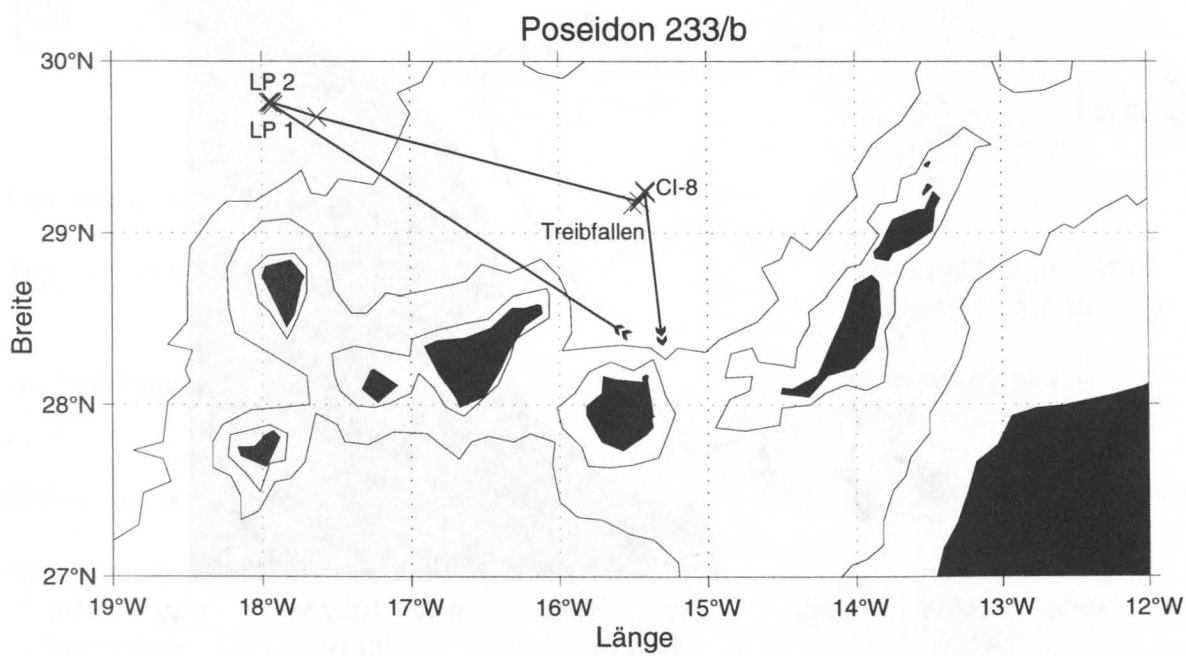 Poseidon 233/b
30°N
29°N
28°N
27°N
Breite
LP 2
LP 1
CI-8
Treibfallen
19°W 18°W 17°W 16°W 15°W 14°W 13°W 12°W
Länge